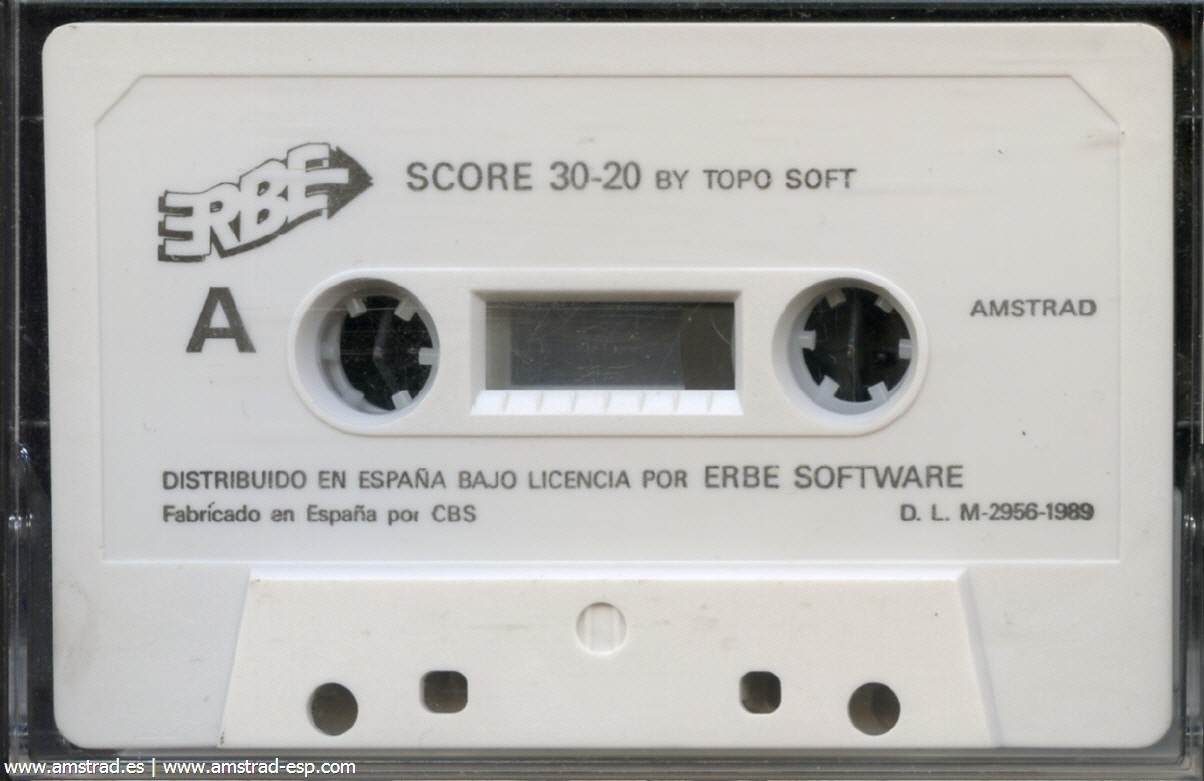 ERBE
SCORE 30-20 BY TOPO SOFT
A
AMSTRAD
DISTRIBUIDO EN ESPAÑA BAJO LICENCIA POR ERBE SOFTWARE
Fabricado en España por CBS
D. L. M-2956-1989
www.amstrad.es | www.amstrad-esp.com